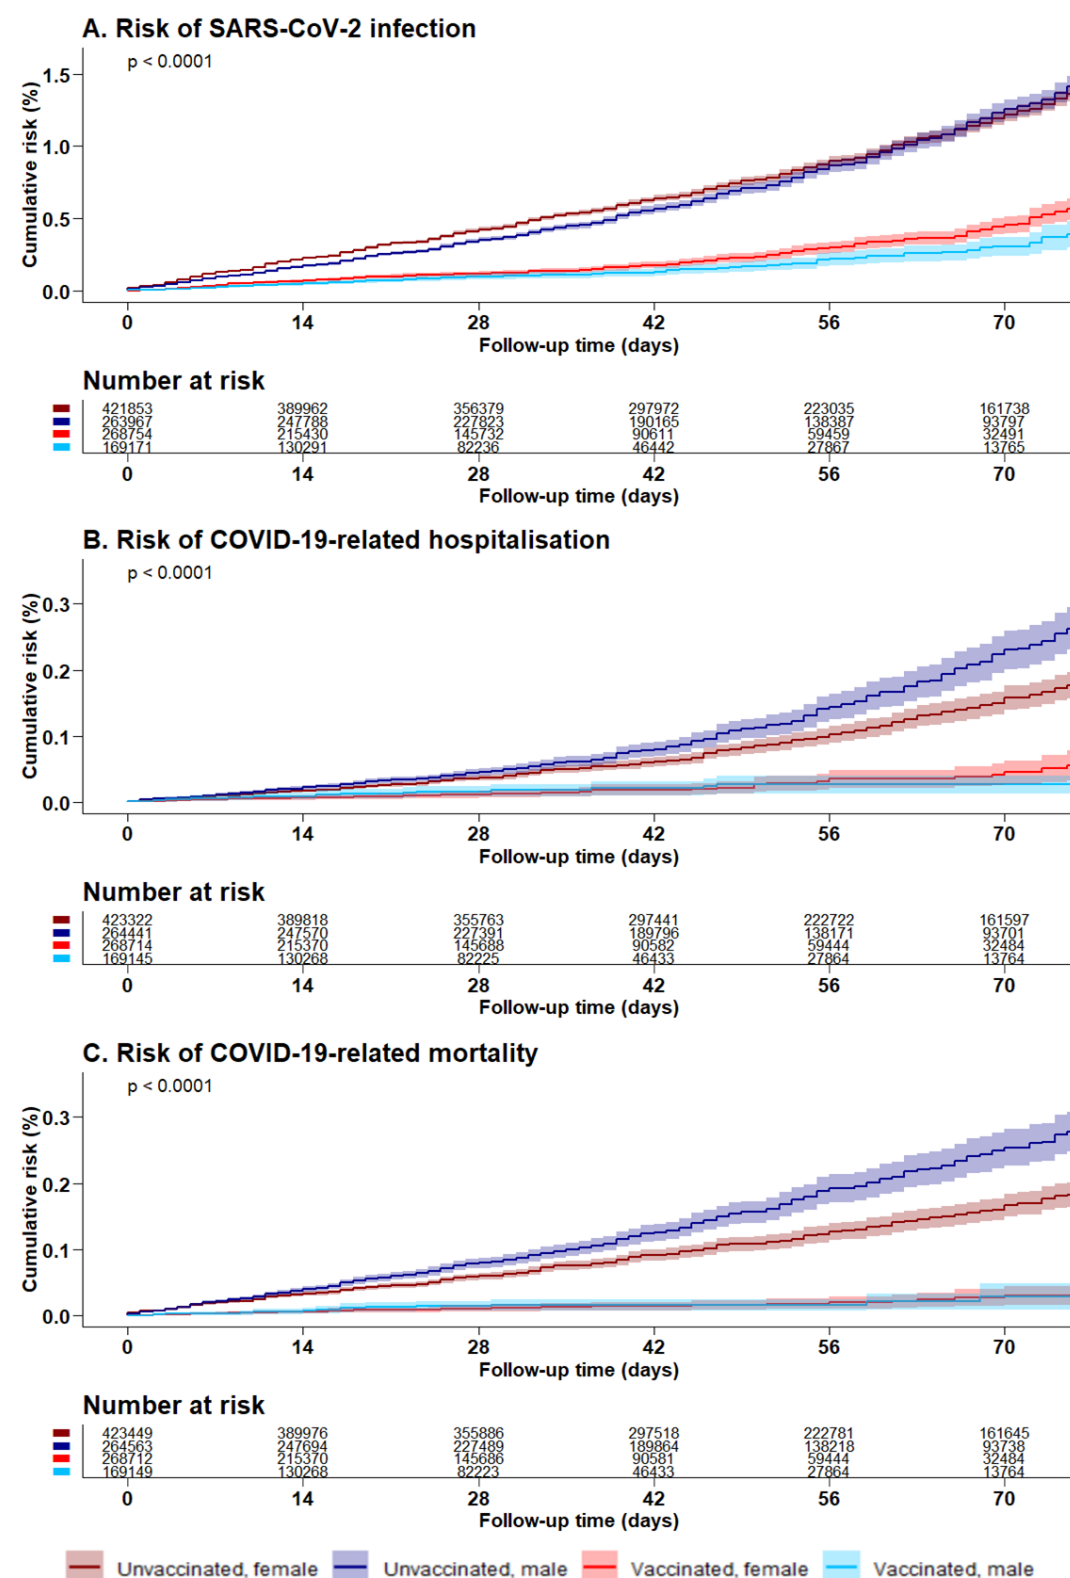 A. Risk of SARS-CoV-2 infection
p < 0.0001
Cumulative risk (%)
1.5
1.0
0.5
0.0
0 14 28 42 56 70
Follow-up time (days)
Number at risk
421853 389962 356379 297972 223035 161738
263967 247788 227823 190165 138387 93797
268754 215430 145732 90611 59459 32491
169171 130291 82236 46442 27867 13765
0 14 28 42 56 70
Follow-up time (days)
B. Risk of COVID-19-related hospitalisation
p < 0.0001
Cumulative risk (%)
0.3
0.2
0.1
0.0
0 14 28 42 56 70
Follow-up time (days)
Number at risk
423322 389818 355763 297441 222722 161597
264441 247570 227391 189796 138171 93701
268714 215370 145688 90582 59444 32484
169145 130268 82225 46433 27864 13764
0 14 28 42 56 70
Follow-up time (days)
C. Risk of COVID-19-related mortality
p < 0.0001
Cumulative risk (%)
0.3
0.2
0.1
0.0
0 14 28 42 56 70
Follow-up time (days)
Number at risk
423449 389976 355886 297518 222781 161645
264563 247694 227489 189864 138218 93738
268712 215370 145686 90581 59444 32484
169149 130268 82223 46433 27864 13764
0 14 28 42 56 70
Follow-up time (days)
Unvaccinated, female Unvaccinated, male Vaccinated, female Vaccinated, male